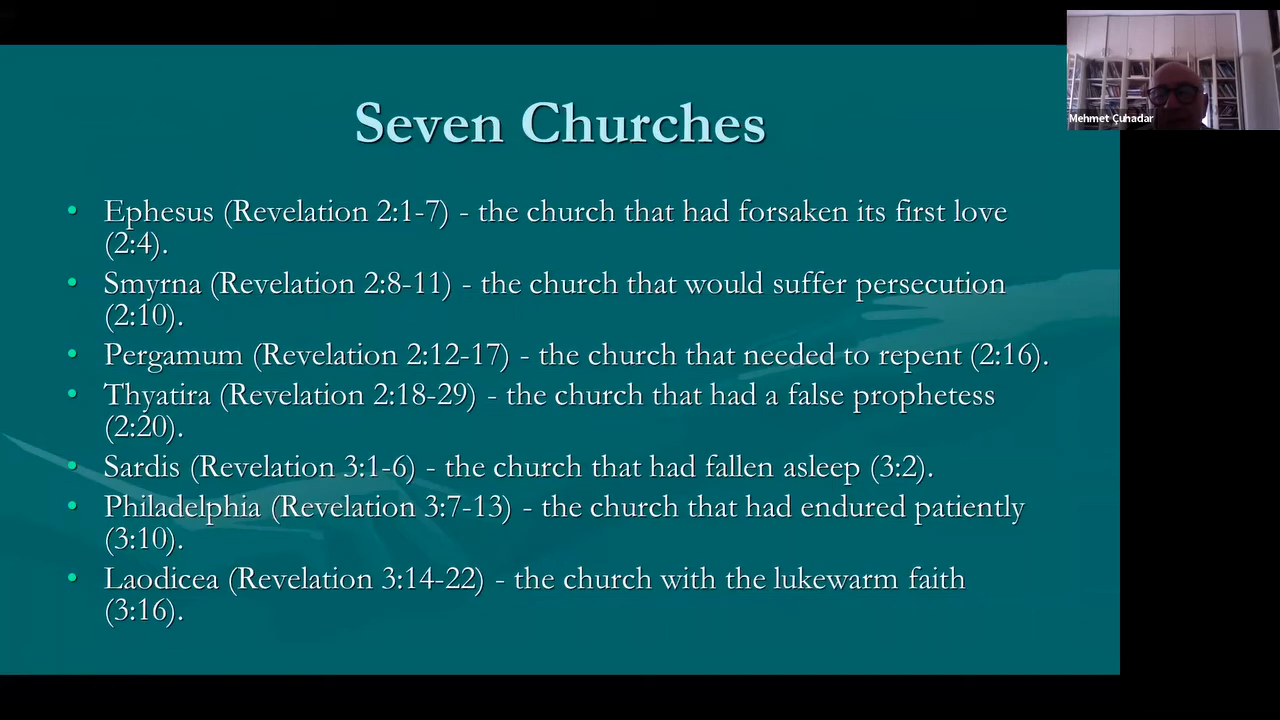 Seven Churches
• Ephesus (Revelation 2:1-7) - the church that had forsaken its first love
(2:4).
• Smyrna (Revelation 2:8-11) - the church that would suffer persecution
(2:10).
• Pergamum (Revelation 2:12-17) - the church that needed to repent (2:16).
• Thyatira (Revelation 2:18-29) - the church that had a false prophetess
(2:20).
• Sardis (Revelation 3:1-6) - the church that had fallen asleep (3:2).
• Philadelphia (Revelation 3:7-13) - the church that had endured patiently
(3:10).
• Laodicea (Revelation 3:14-22) - the church with the lukewarm faith
(3:16).
Mehmet Çuhadar